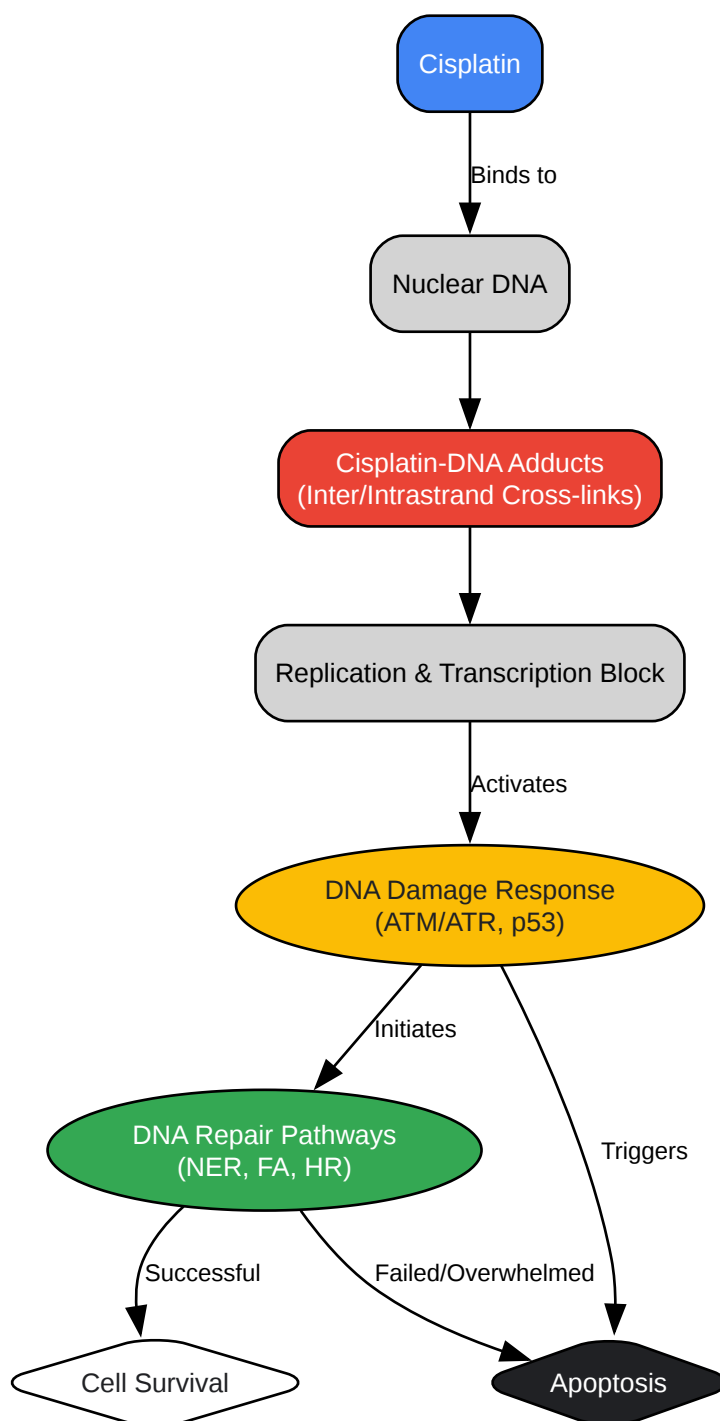 Cisplatin
Binds to
Nuclear DNA
Cisplatin-DNA Adducts
(Inter/Intrastrand Cross-links)
Replication & Transcription Block
Activates
DNA Damage Response
(ATM/ATR, p53)
Initiates
DNA Repair Pathways
(NER, FA, HR)
Triggers
Successful
Failed/Overwhelmed
Cell Survival
Apoptosis